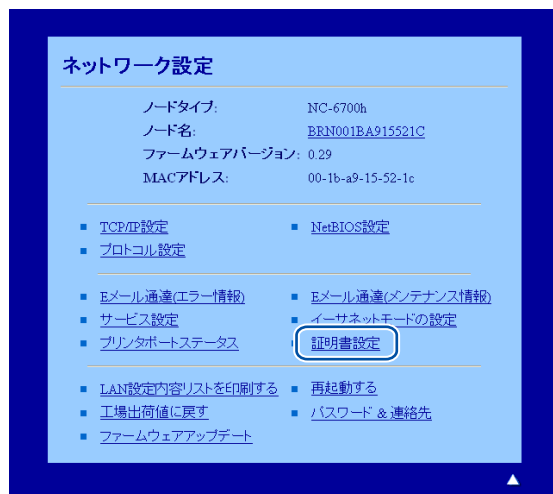 ネットワーク設定
ノードタイプ: NC-6700h
ノード名: BRN001BA915521C
ファームウェアバージョン: 0.29
MACアドレス: 00-1b-a9-15-52-1c
TCP/IP設定 NetBIOS設定
プロトコル設定
Eメール通達(エラー情報) Eメール通達(メンテナンス情報)
サービス設定 イーサネットモードの設定
プリンタポートステータス 証明書設定
LAN設定内容リストを印刷する 再起動する
工場出荷値に戻す パスワード & 連絡先
ファームウェアアップデート